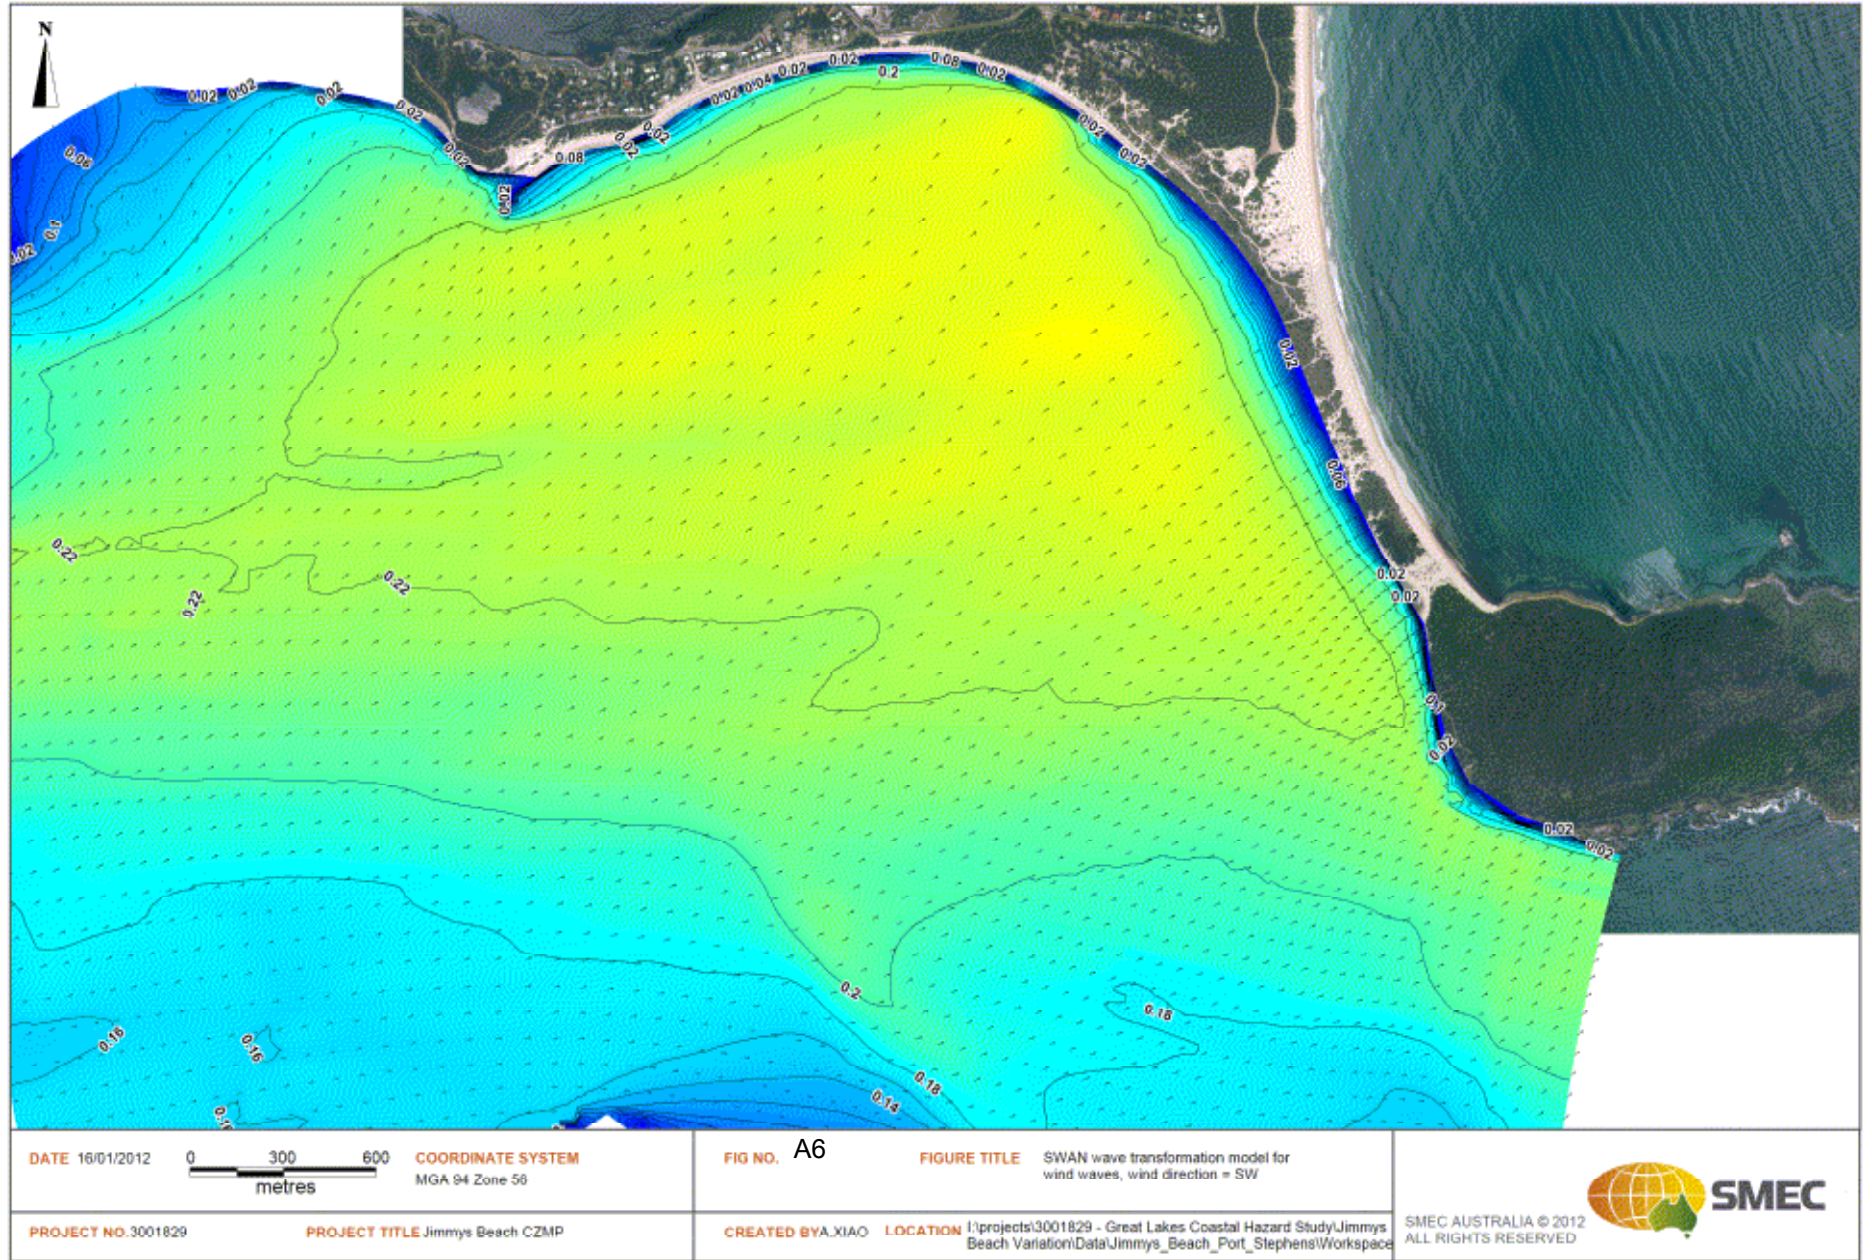 N
0.02 0.02 0.02 0.02 0.02
0.06
0.1
0.02
0.02
0.08
0.02
0.02
0.02
0.04
0.02
0.02
0.2
0.08
0.02
0.02
0.02
0.02
0.06
0.02
0.02
0.1
0.02
0.02
0.02
0.22
0.22
0.22
0.2
0.18
0.18
0.14
0.16
0.16
DATE 16/01/2012
0 300 600
metres
COORDINATE SYSTEM
MGA 94 Zone 56
FIG NO. A6
FIGURE TITLE SWAN wave transformation model for
wind waves, wind direction = SW
PROJECT NO. 3001829
PROJECT TITLE Jimmys Beach CZMP
CREATED BY A.XIAO
LOCATION I:\projects\3001829 - Great Lakes Coastal Hazard Study\Jimmys
Beach Variation\Data\Jimmys_Beach_Port_Stephens\Workspace
SMEC
SMEC AUSTRALIA © 2012
ALL RIGHTS RESERVED